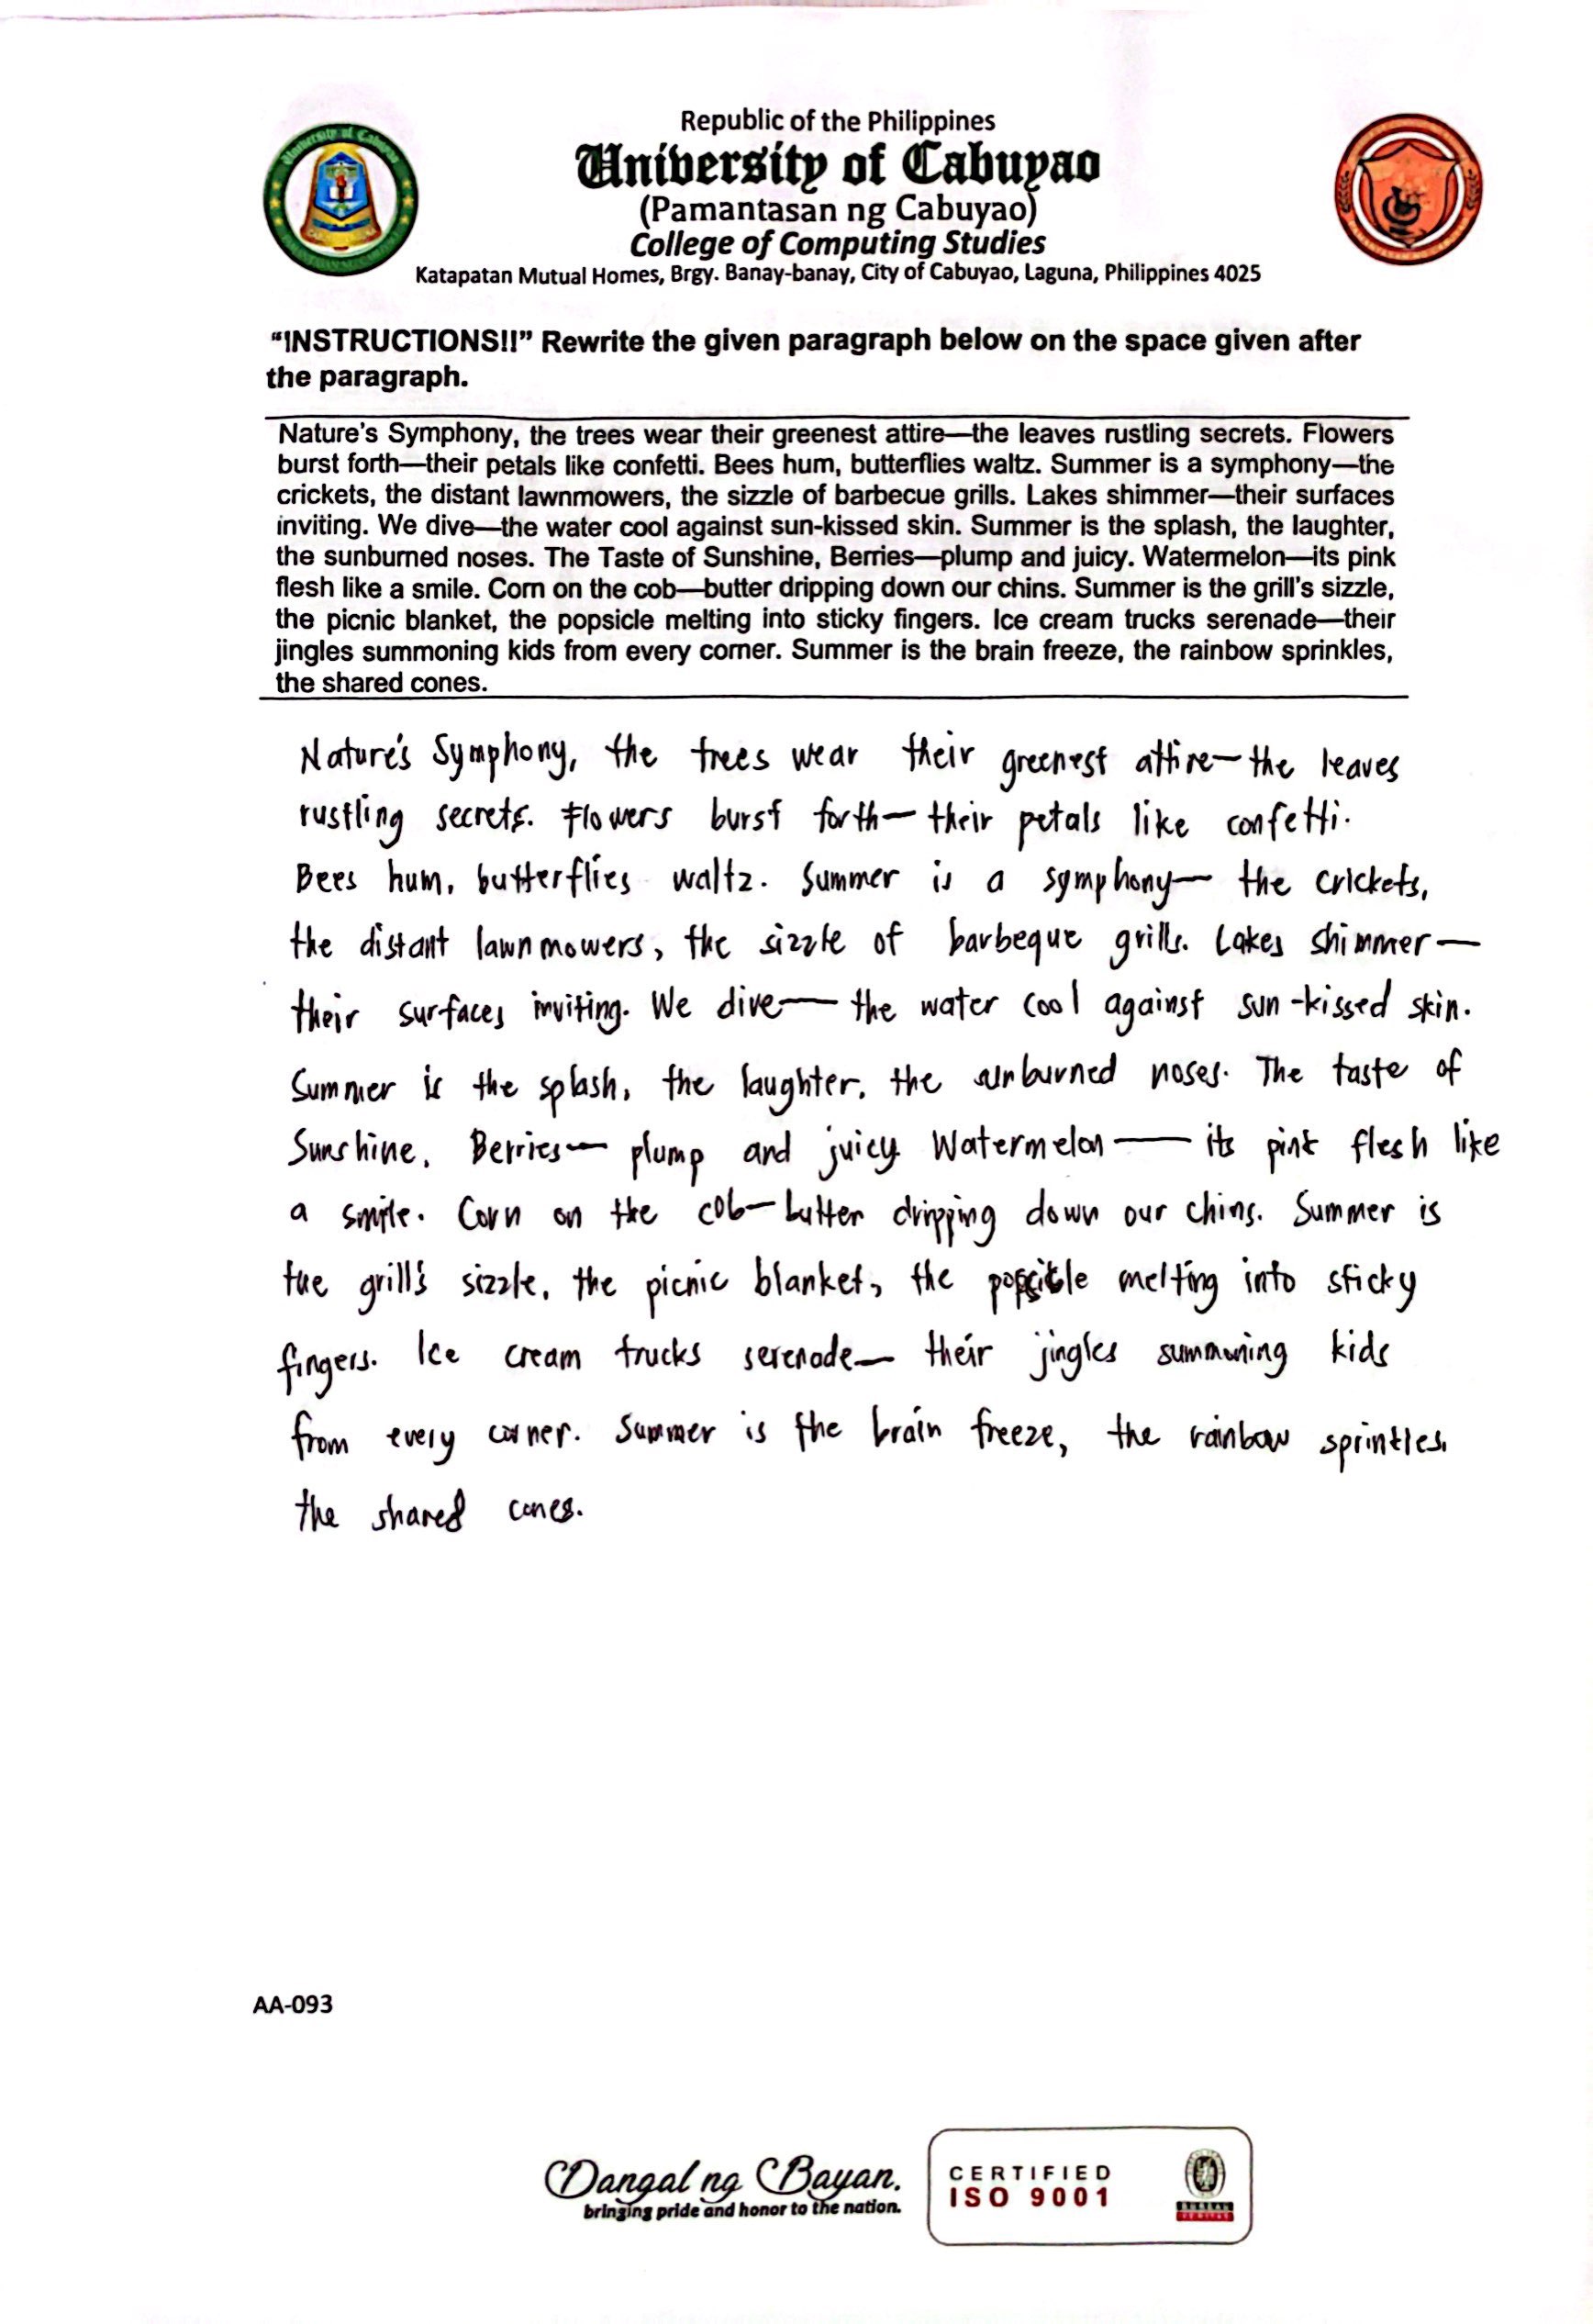 Republic of the Philippines
University of Cabuyao
(Pamantasan ng Cabuyao)
College of Computing Studies
Katapatan Mutual Homes, Brgy. Banay-banay, City of Cabuyao, Laguna, Philippines 4025
“INSTRUCTIONS!!” Rewrite the given paragraph below on the space given after
the paragraph.
Nature's Symphony, the trees wear their greenest attire—the leaves rustling secrets. Flowers
burst forth—their petals like confetti. Bees hum, butterflies waltz. Summer is a symphony—the
crickets, the distant lawnmowers, the sizzle of barbecue grills. Lakes shimmer—their surfaces
inviting. We dive—the water cool against sun-kissed skin. Summer is the splash, the laughter,
the sunburned noses. The Taste of Sunshine, Berries—plump and juicy. Watermelon—its pink
flesh like a smile. Corn on the cob—butter dripping down our chins. Summer is the grill's sizzle,
the picnic blanket, the popsicle melting into sticky fingers. Ice cream trucks serenade—their
jingles summoning kids from every corner. Summer is the brain freeze, the rainbow sprinkles,
the shared cones.
Nature's Symphony, the trees wear their greenest attire—the leaves
rustling secrets. Flowers burst forth—their petals like confetti.
Bees hum, butterflies waltz. Summer is a symphony—the crickets,
the distant lawnmowers, the sizzle of barbeque grills. Lakes shimmer—
their surfaces inviting. We dive—the water cool against sun-kissed skin.
Summer is the splash, the laughter, the sunburned noses. The taste of
Sunshine, Berries—plump and juicy. Watermelon—its pink flesh like
a smile. Corn on the cob—butter dripping down our chins. Summer is
the grill's sizzle, the picnic blanket, the melting into sticky
fingers. Ice cream trucks serenade—their jingles summoning kids
from every corner. Summer is the brain freeze, the rainbow sprinkles,
the shared cones.
AA-093
Dangal ng Bayan.
bringing pride and honor to the nation.
CERTIFIED
ISO 9001